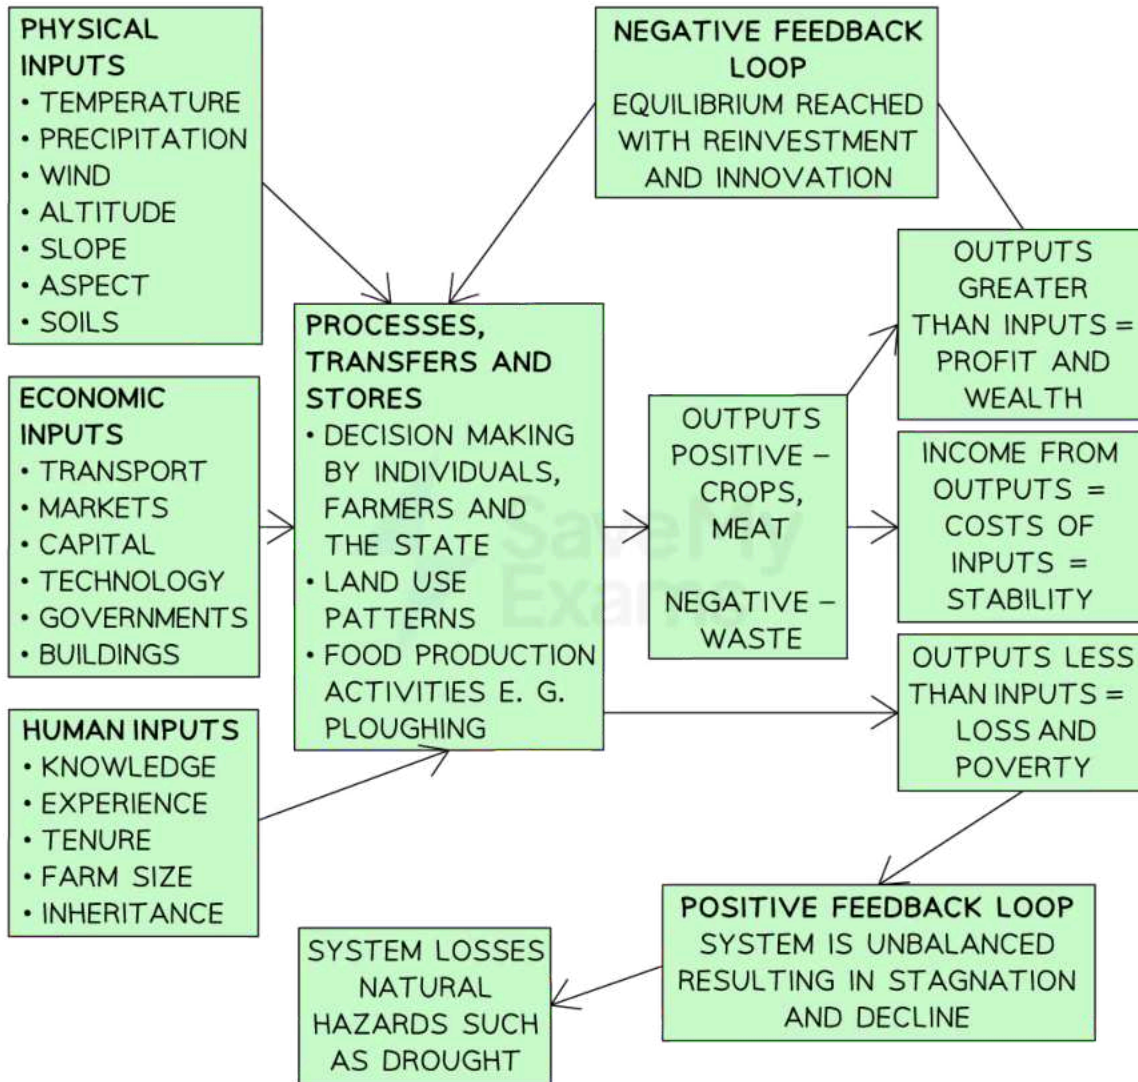 PHYSICAL
INPUTS
• TEMPERATURE
• PRECIPITATION
• WIND
• ALTITUDE
• SLOPE
• ASPECT
• SOILS
ECONOMIC
INPUTS
• TRANSPORT
• MARKETS
• CAPITAL
• TECHNOLOGY
• GOVERNMENTS
• BUILDINGS
HUMAN INPUTS
• KNOWLEDGE
• EXPERIENCE
• TENURE
• FARM SIZE
• INHERITANCE
PROCESSES,
TRANSFERS AND
STORES
• DECISION MAKING
BY INDIVIDUALS,
FARMERS AND
THE STATE
• LAND USE
PATTERNS
• FOOD PRODUCTION
ACTIVITIES E. G.
PLOUGHING
NEGATIVE FEEDBACK
LOOP
EQUILIBRIUM REACHED
WITH REINVESTMENT
AND INNOVATION
OUTPUTS
POSITIVE –
CROPS,
MEAT
NEGATIVE –
WASTE
OUTPUTS
GREATER
THAN INPUTS =
PROFIT AND
WEALTH
INCOME FROM
OUTPUTS =
COSTS OF
INPUTS =
STABILITY
OUTPUTS LESS
THAN INPUTS =
LOSS AND
POVERTY
POSITIVE FEEDBACK LOOP
SYSTEM IS UNBALANCED
RESULTING IN STAGNATION
AND DECLINE
SYSTEM LOSSES
NATURAL
HAZARDS SUCH
AS DROUGHT
SaveMy
Exams